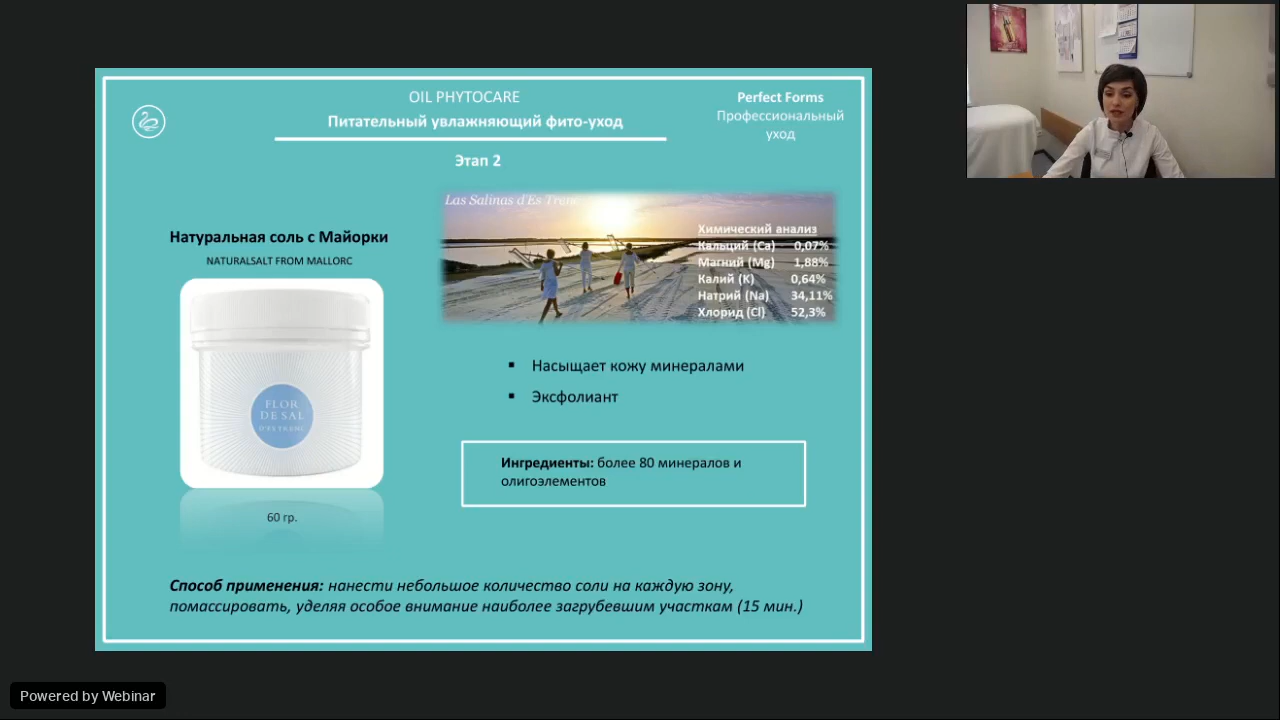 OIL PHYTOCARE
Питательный увлажняющий фито-уход
Perfect Forms
Профессиональный
уход
Этап 2
Натуральная соль с Майорки
NATURALSALT FROM MALLORC
Las Salinas d'Es Trenc
Химический анализ
Кальций (Ca) 0,07%
Магний (Mg) 1,88%
Калий (K) 0,64%
Натрий (Na) 34,11%
Хлорид (Cl) 52,3%
FLOR
DE SAL
D'ES TRENC
60 гр.
▪ Насыщает кожу минералами
▪ Эксфолиант
Ингредиенты: более 80 минералов и
олигоэлементов
Способ применения: нанести небольшое количество соли на каждую зону,
помассировать, уделяя особое внимание наиболее загрубевшим участкам (15 мин.)
Powered by Webinar